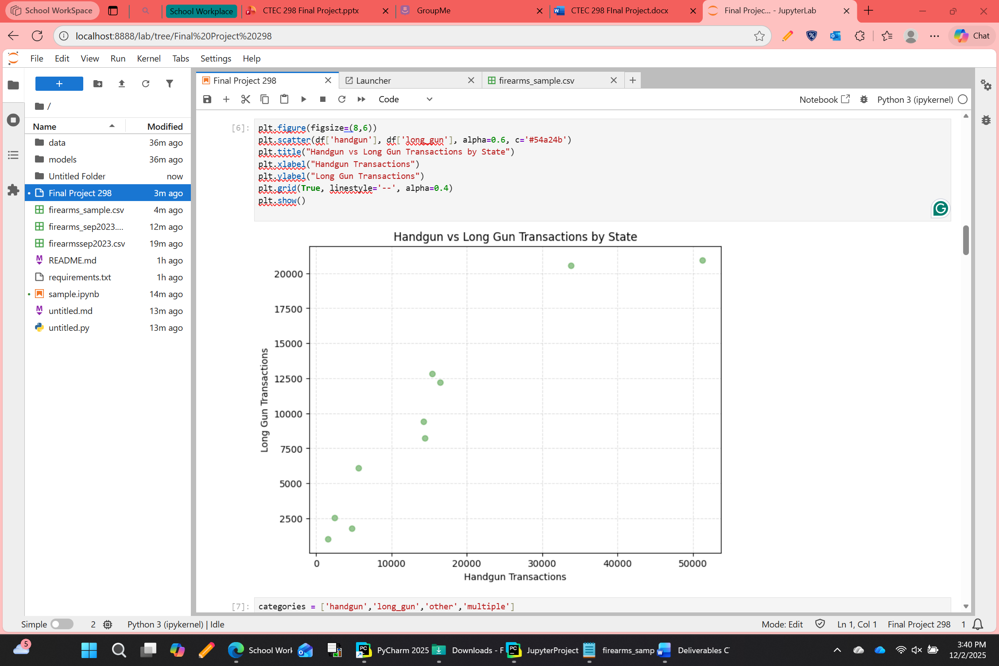 School WorkSpace
School Workplace
CTEC 298 FInal Project.pptx
GroupMe
CTEC 298 FInal Project.docx
Final Projec... - JupyterLab
localhost:8888/lab/tree/Final%20Project%20298
Chat
File Edit View Run Kernel Tabs Settings Help
Final Project 298
Launcher
firearms_sample.csv
Code
Notebook
Python 3 (ipykernel)
/
Name Modified
data 36m ago
models 36m ago
Untitled Folder now
Final Project 298 3m ago
firearms_sample.csv 4m ago
firearms_sep2023.... 12m ago
firearmssep2023.csv 19m ago
README.md 1h ago
requirements.txt 1h ago
sample.ipynb 14m ago
untitled.md 13m ago
untitled.py 13m ago
[6]:
plt.figure(figsize=(8,6))
plt.scatter(df['handgun'], df['long_gun'], alpha=0.6, c='#54a24b')
plt.title("Handgun vs Long Gun Transactions by State")
plt.xlabel("Handgun Transactions")
plt.ylabel("Long Gun Transactions")
plt.grid(True, linestyle='--', alpha=0.4)
plt.show()
Handgun vs Long Gun Transactions by State
Long Gun Transactions
20000
17500
15000
12500
10000
7500
5000
2500
0 10000 20000 30000 40000 50000
Handgun Transactions
[7]: categories = ['handgun','long_gun','other','multiple']
Simple 2 Python 3 (ipykernel) | Idle
Mode: Edit Ln 1, Col 1 Final Project 298 1
5
School Work
PyCharm 2025
Downloads - F
JupyterProject
firearms_samp
Deliverables C
3:40 PM
12/2/2025